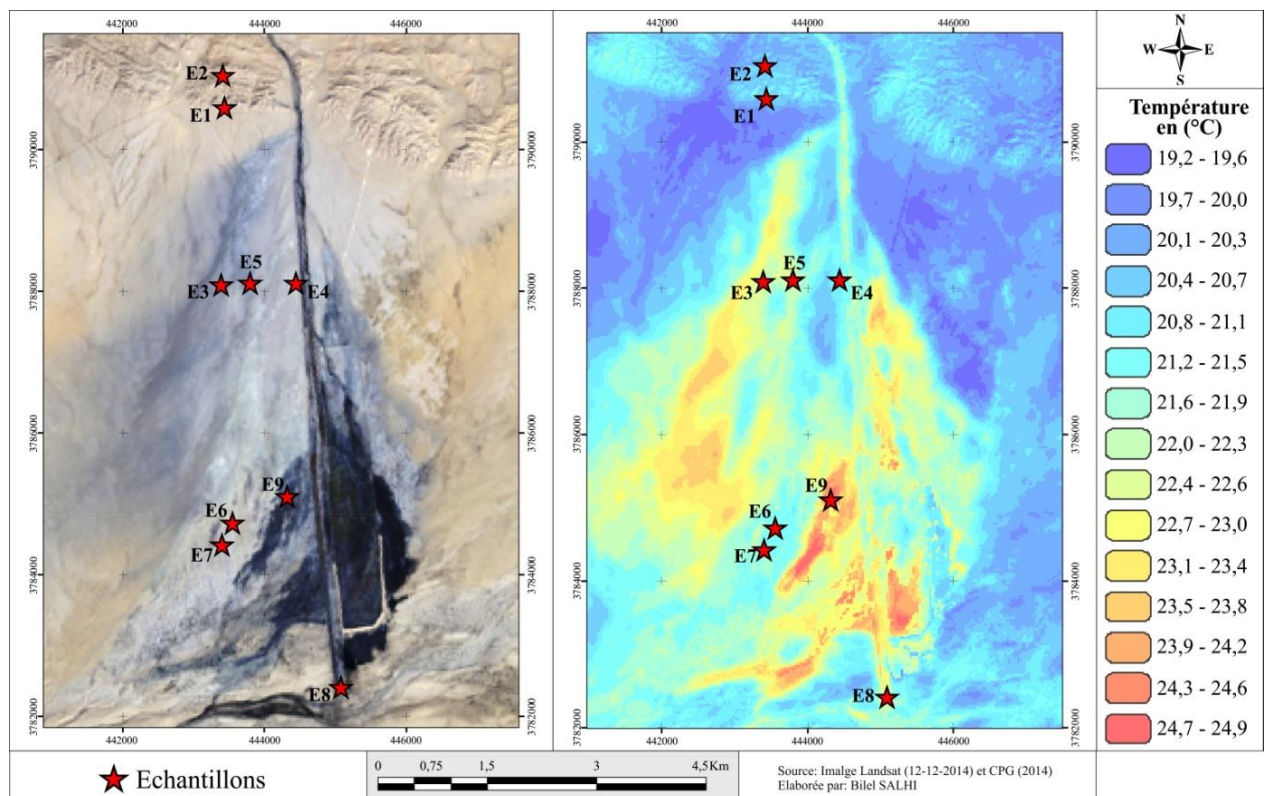 442000 444000 446000
442000 444000 446000
N
W E
S
E2
E1
E5
E3
E4
E9
E6
E7
E8
3790000
3788000
3786000
3784000
3782000
3790000
3788000
3786000
3784000
3782000
442000 444000 446000
E2
E1
E5
E3
E4
E9
E6
E7
E8
3790000
3788000
3786000
3784000
3782000
3790000
3788000
3786000
3784000
3782000
442000 444000 446000
Température
en (°C)
19,2 - 19,6
19,7 - 20,0
20,1 - 20,3
20,4 - 20,7
20,8 - 21,1
21,2 - 21,5
21,6 - 21,9
22,0 - 22,3
22,4 - 22,6
22,7 - 23,0
23,1 - 23,4
23,5 - 23,8
23,9 - 24,2
24,3 - 24,6
24,7 - 24,9
Echantillons
0 0,75 1,5 3 4,5 Km
Source: Imalge Landsat (12-12-2014) et CPG (2014)
Elaborée par: Bilel SALHI